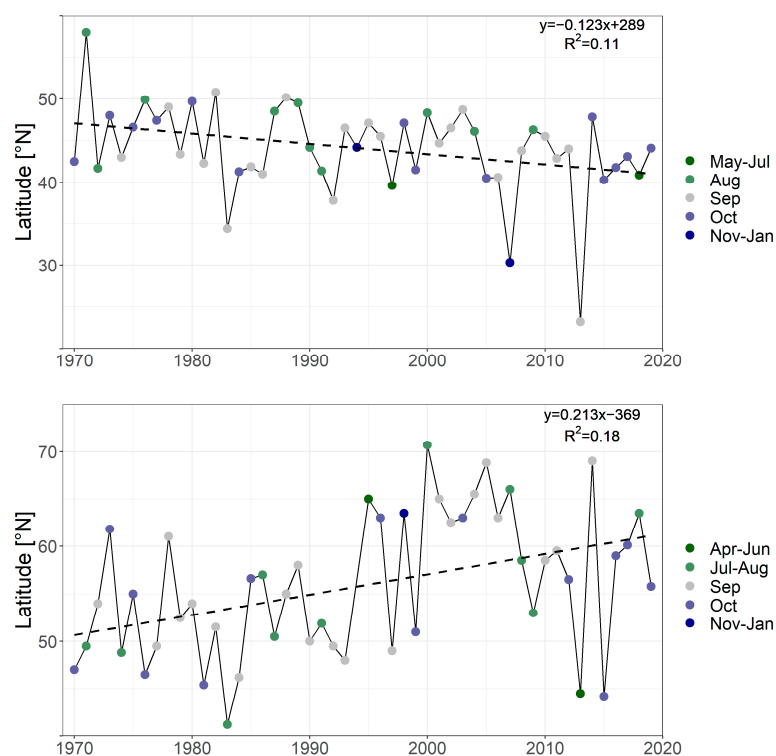 y=−0.123x+289
R²=0.11
Latitude [°N]
50
40
30
1970 1980 1990 2000 2010 2020
May-Jul
Aug
Sep
Oct
Nov-Jan
y=0.213x−369
R²=0.18
Latitude [°N]
70
60
50
1970 1980 1990 2000 2010 2020
Apr-Jun
Jul-Aug
Sep
Oct
Nov-Jan